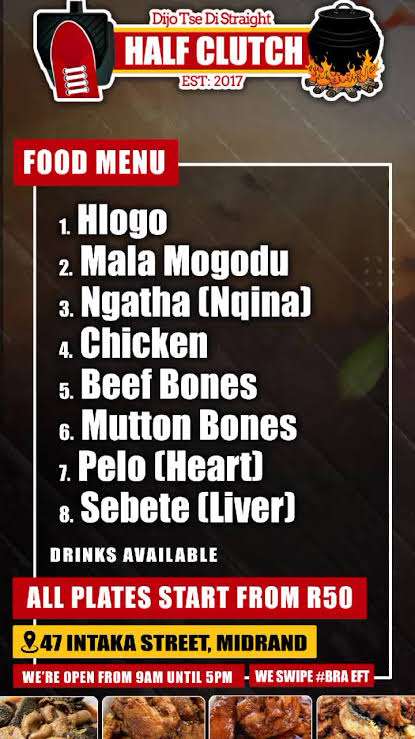 Dijo Tse Di Straight
HALF CLUTCH
EST: 2017
FOOD MENU
1. Hlogo
2. Mala Mogodu
3. Ngatha (Nqina)
4. Chicken
5. Beef Bones
6. Mutton Bones
7. Pelo (Heart)
8. Sebete (Liver)
DRINKS AVAILABLE
ALL PLATES START FROM R50
47 INTAKA STREET, MIDRAND
WE'RE OPEN FROM 9AM UNTIL 5PM
WE SWIPE #BRA EFT